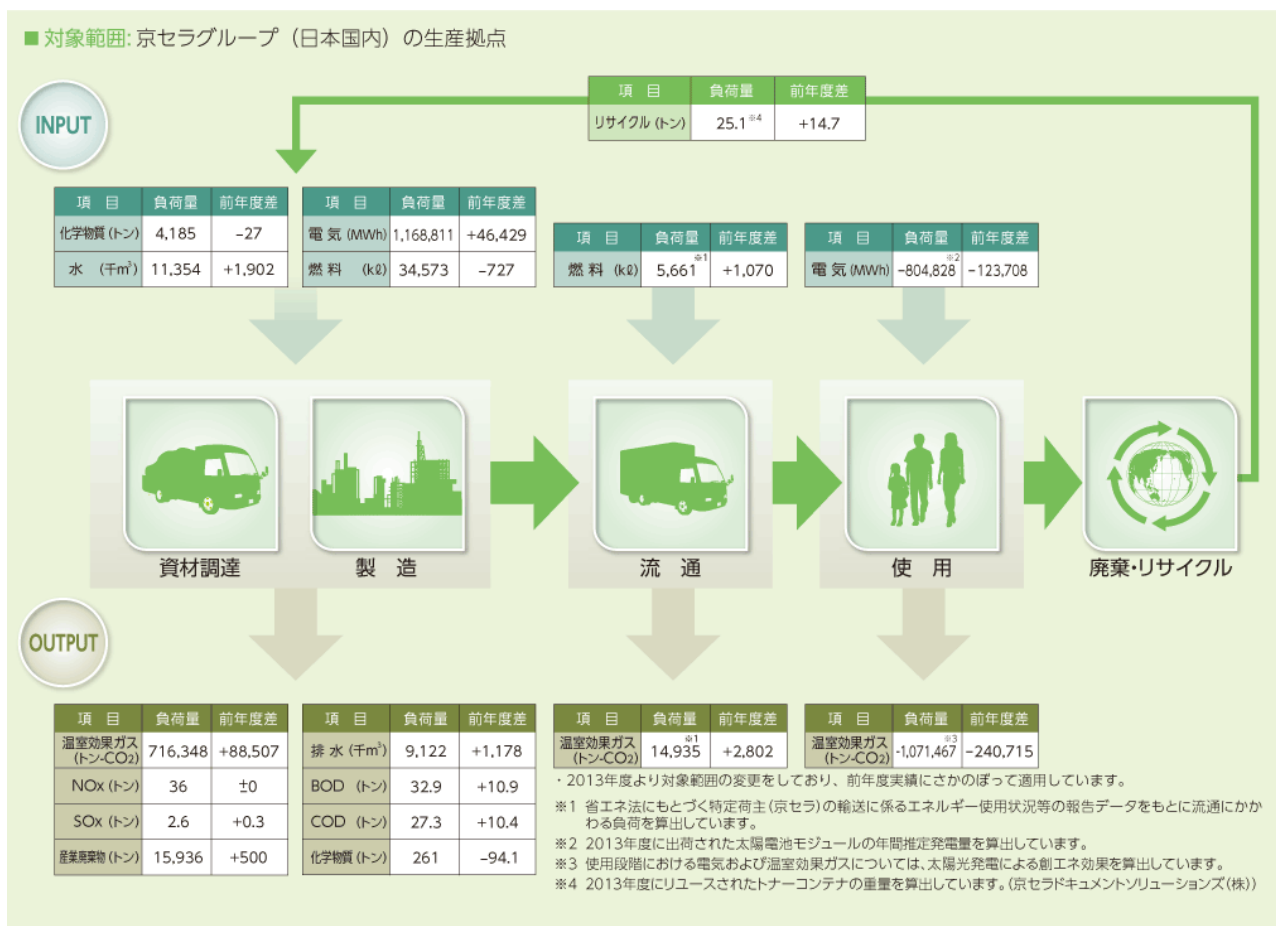 ■対象範囲:京セラグループ（日本国内）の生産拠点
INPUT
項 目 負荷量 前年度差
リサイクル(トン) 25.1※4 +14.7
項 目 負荷量 前年度差
化学物質(トン) 4,185 −27
水 (千m³) 11,354 +1,902
項 目 負荷量 前年度差
電気(MWh) 1,168,811 +46,429
燃料 (kℓ) 34,573 −727
項 目 負荷量 前年度差
燃料(kℓ) 5,661※1 +1,070
項 目 負荷量 前年度差
電気(MWh) −804,828※2 −123,708
資材調達
製 造
流 通
使 用
廃棄・リサイクル
OUTPUT
項 目 負荷量 前年度差
温室効果ガス
(トン-CO2) 716,348 +88,507
NOx(トン) 36 ±0
SOx(トン) 2.6 +0.3
産業廃棄物(トン) 15,936 +500
項 目 負荷量 前年度差
排水(千m³) 9,122 +1,178
BOD (トン) 32.9 +10.9
COD (トン) 27.3 +10.4
化学物質(トン) 261 −94.1
項 目 負荷量 前年度差
温室効果ガス
(トン-CO2) 14,935※1 +2,802
項 目 負荷量 前年度差
温室効果ガス
(トン-CO2) -1,071,467※3 −240,715
・2013年度より対象範囲の変更をしており、前年度実績にさかのぼって適用しています。
※1 省エネ法にもとづく特定荷主(京セラ)の輸送に係るエネルギー使用状況等の報告データをもとに流通にかか
わる負荷を算出しています。
※2 2013年度に出荷された太陽電池モジュールの年間推定発電量を算出しています。
※3 使用段階における電気および温室効果ガスについては、太陽光発電による創エネ効果を算出しています。
※4 2013年度にリユースされたトナーコンテナの重量を算出しています。(京セラドキュメントソリューションズ(株))